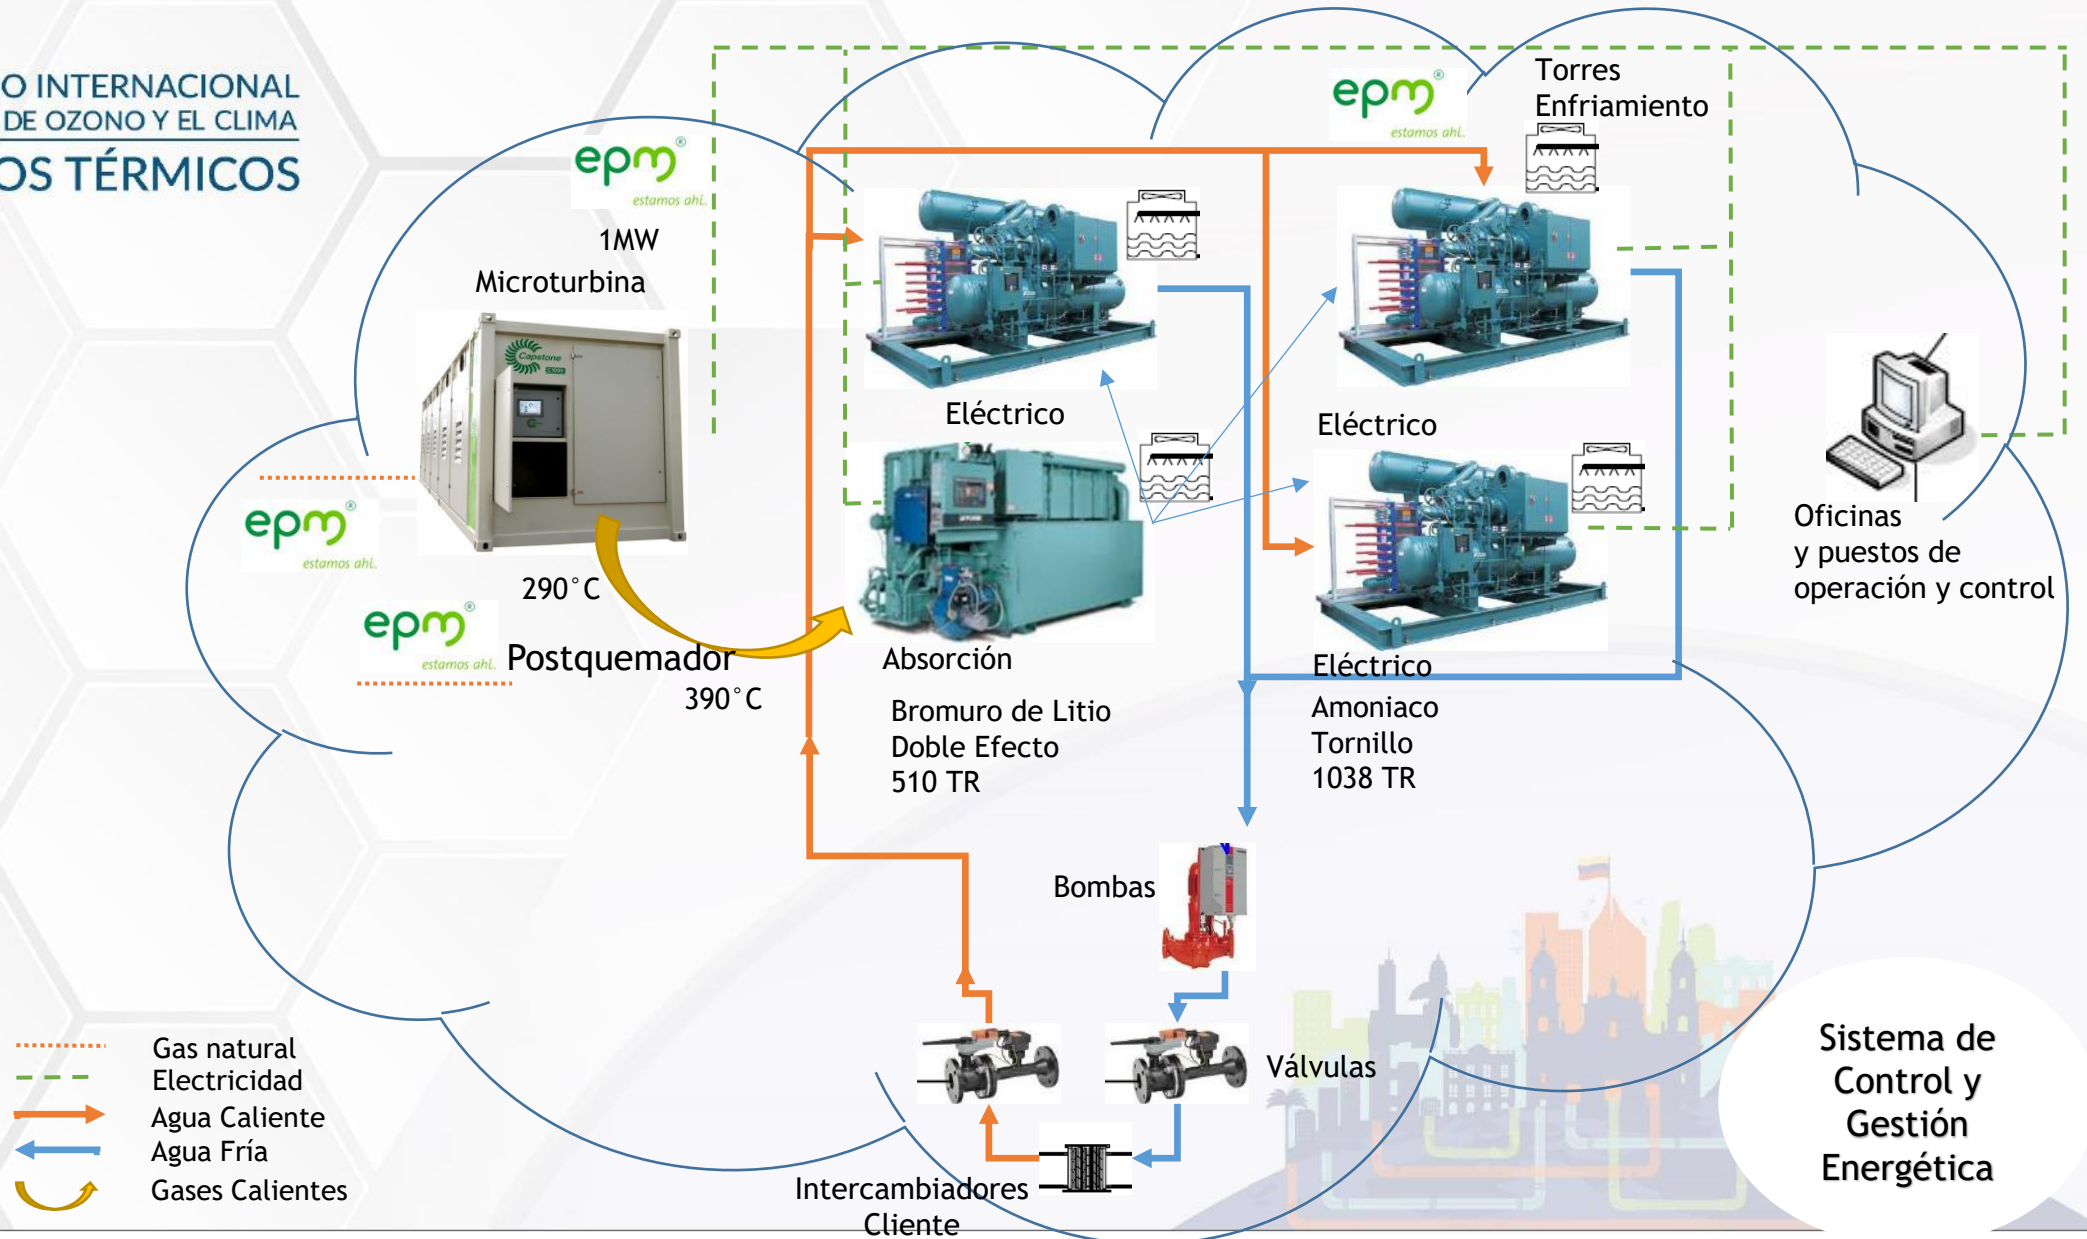 O INTERNACIONAL
DE OZONO Y EL CLIMA
OS TÉRMICOS
epm®
estamos ahí.
1MW
Microturbina
Capstone
epm®
estamos ahí.
Torres
Enfriamiento
Eléctrico
Eléctrico
epm®
estamos ahí.
290°C
epm®
estamos ahí.
Postquemador
390°C
Absorción
Bromuro de Litio
Doble Efecto
510 TR
Eléctrico
Amoniaco
Tornillo
1038 TR
Oficinas
y puestos de
operación y control
Bombas
Válvulas
Intercambiadores
Cliente
Gas natural
Electricidad
Agua Caliente
Agua Fría
Gases Calientes
Sistema de
Control y
Gestión
Energética